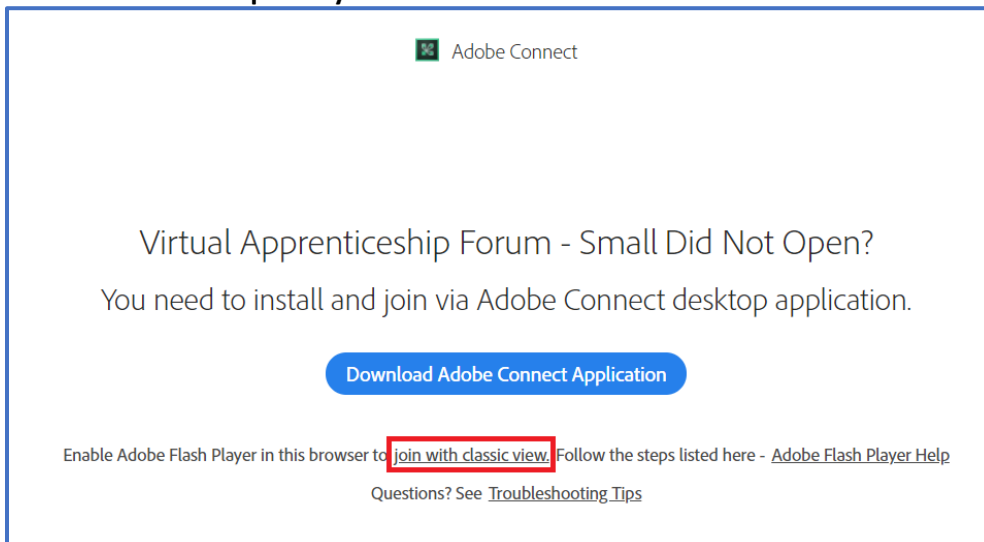 Adobe Connect
Virtual Apprenticeship Forum - Small Did Not Open?
You need to install and join via Adobe Connect desktop application.
Download Adobe Connect Application
Enable Adobe Flash Player in this browser to join with classic view. Follow the steps listed here - Adobe Flash Player Help
Questions? See Troubleshooting Tips